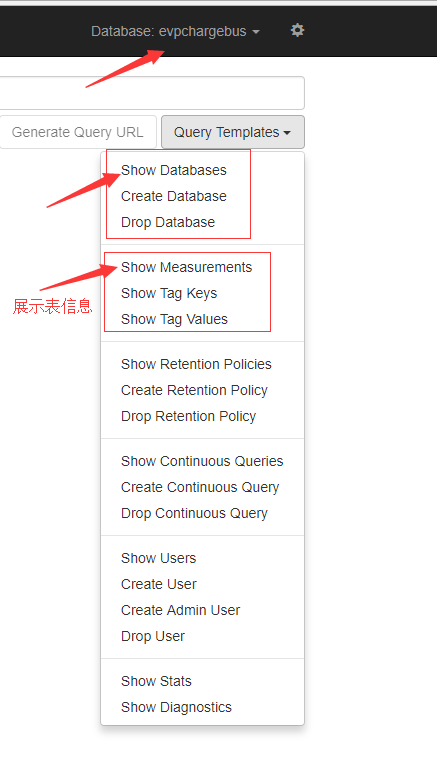 Database: evpchargebus
Generate Query URL
Query Templates
Show Databases
Create Database
Drop Database
Show Measurements
展示表信息
Show Tag Keys
Show Tag Values
Show Retention Policies
Create Retention Policy
Drop Retention Policy
Show Continuous Queries
Create Continuous Query
Drop Continuous Query
Show Users
Create User
Create Admin User
Drop User
Show Stats
Show Diagnostics